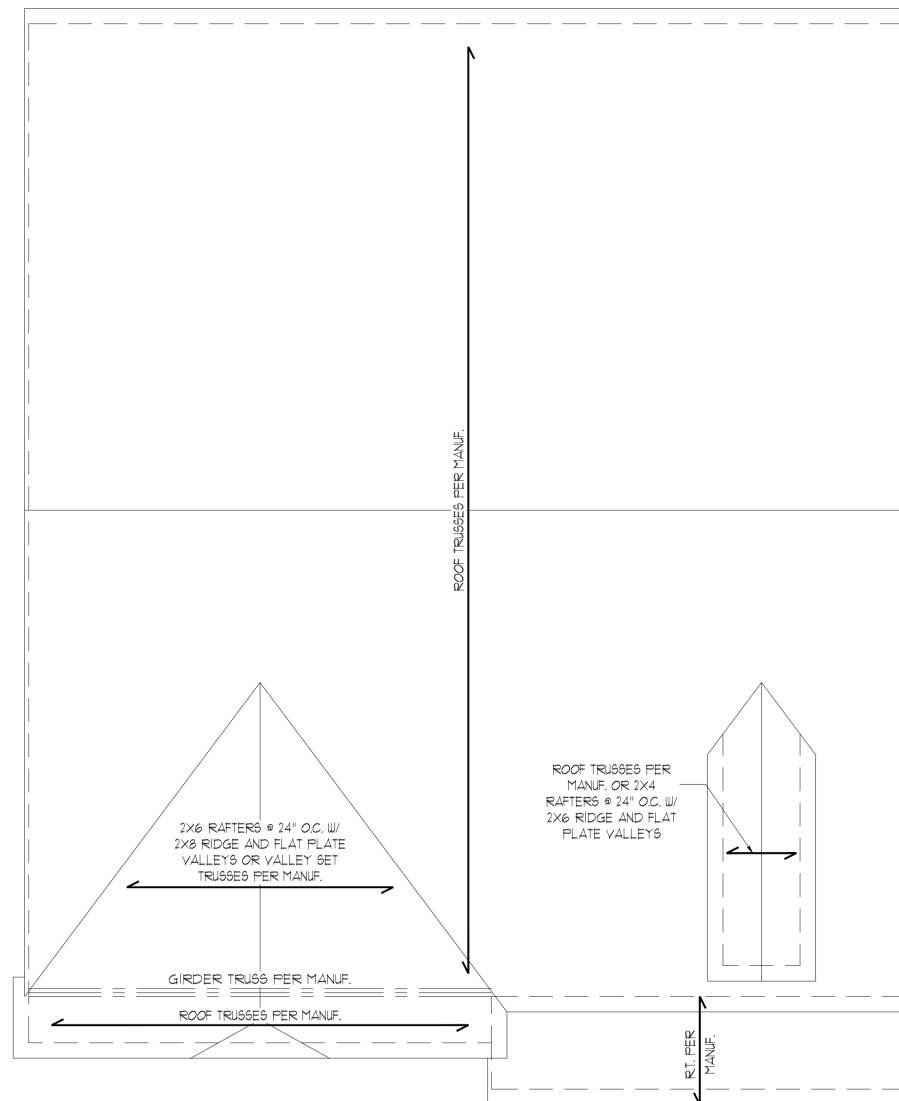 ROOF TRUSSES PER MANUF.
ROOF TRUSSES PER
MANUF. OR 2X4
RAFTERS @ 24" O.C. W/
2X6 RIDGE AND FLAT
PLATE VALLEYS
2X6 RAFTERS @ 24" O.C. W/
2X8 RIDGE AND FLAT PLATE
VALLEYS OR VALLEY SET
TRUSSES PER MANUF.
GIRDER TRUSS PER MANUF.
ROOF TRUSSES PER MANUF.
R.T. PER
MANUF.